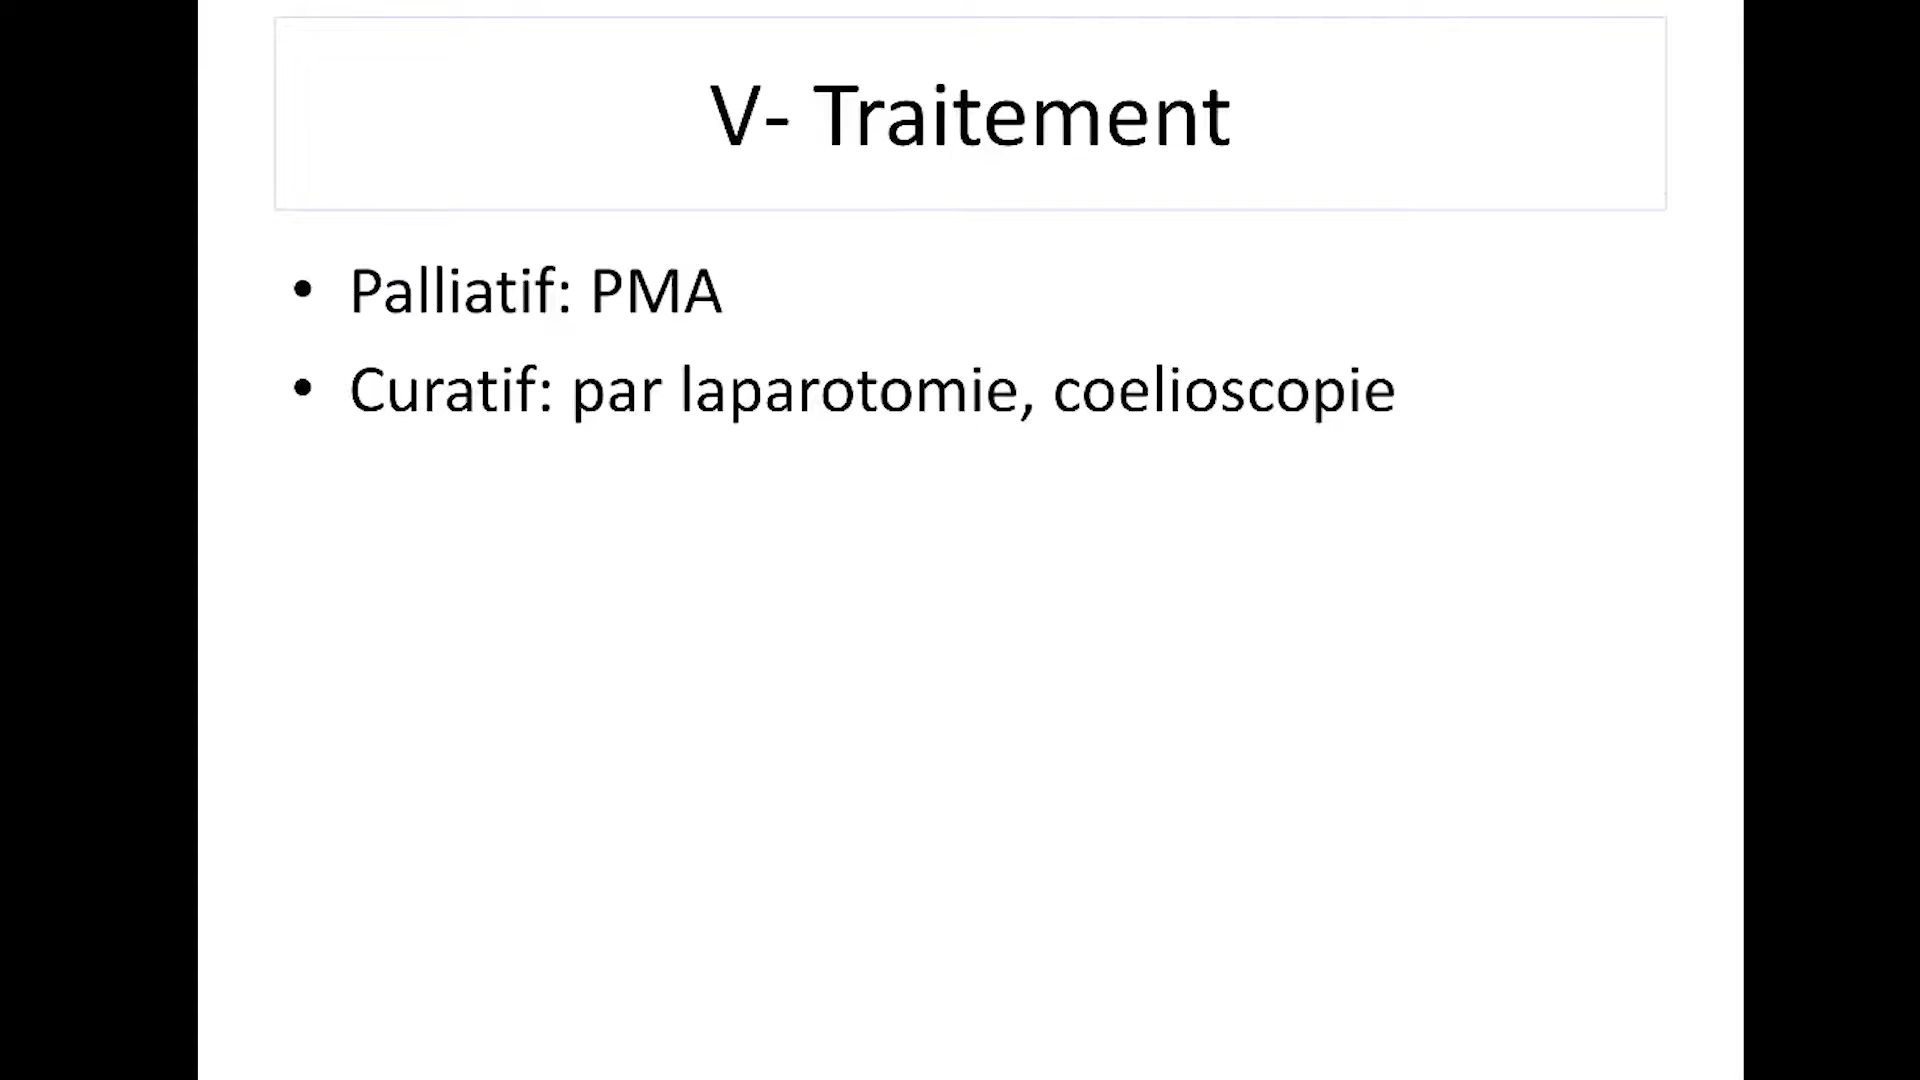 V- Traitement
• Palliatif: PMA
• Curatif: par laparotomie, coelioscopie